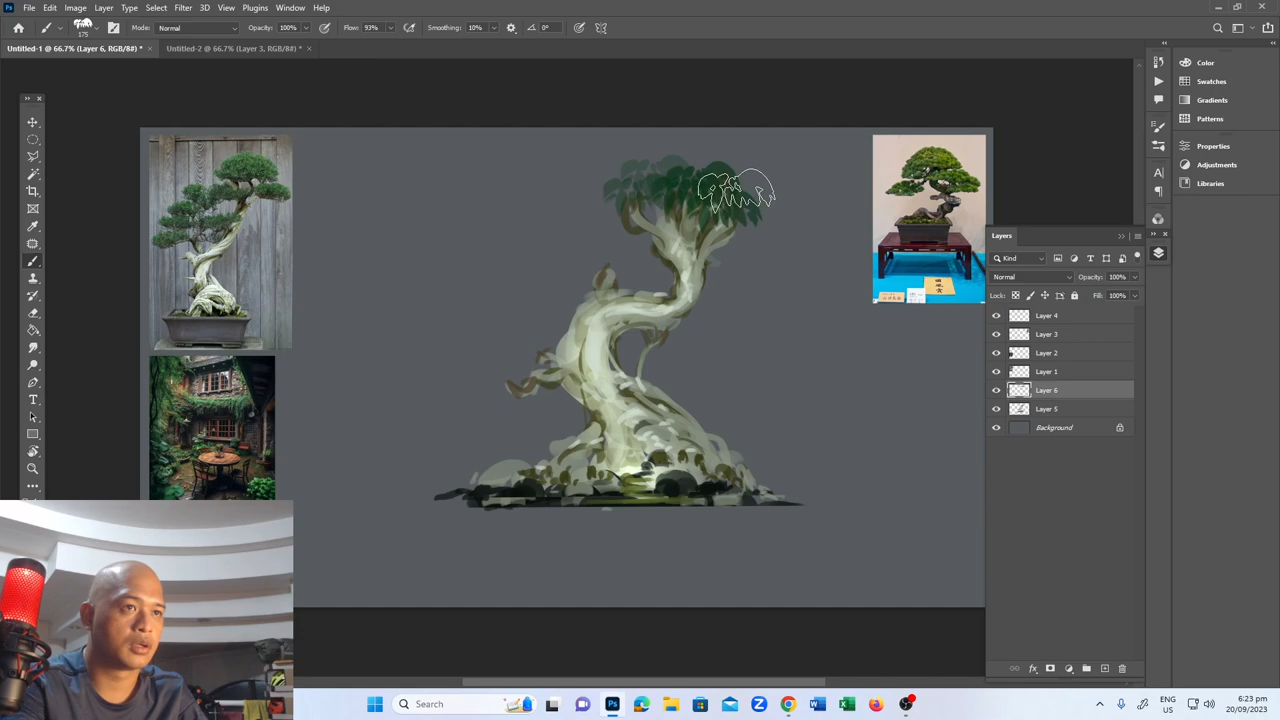 File Edit Image Layer Type Select Filter 3D View Plugins Window Help
175 Mode: Normal Opacity: 100% Flow: 93% Smoothing: 10% 0°
Untitled-1 @ 66.7% (Layer 6, RGB/8#) * Untitled-2 @ 66.7% (Layer 3, RGB/8#) *
Color
Swatches
Gradients
Patterns
Properties
Adjustments
Libraries
Layers
Kind
Normal Opacity: 100%
Lock: Fill: 100%
Layer 4
Layer 3
Layer 2
Layer 1
Layer 6
Layer 5
Background
Search
ENG
US
6:23 pm
20/09/2023